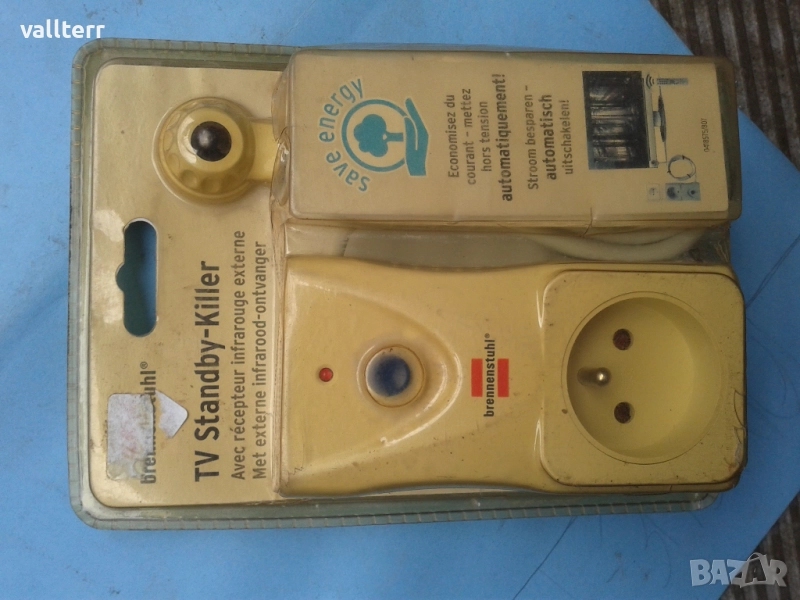 vallterr
brennenstuhl®
TV Standby-Killer
Avec récepteur infrarouge externe
Met externe infrarood-ontvanger
save energy
Economisez du
courant – mettez
hors tension
automatiquement!
Stroom besparen –
automatisch
uitschakelen!
brennenstuhl®
BAZAR